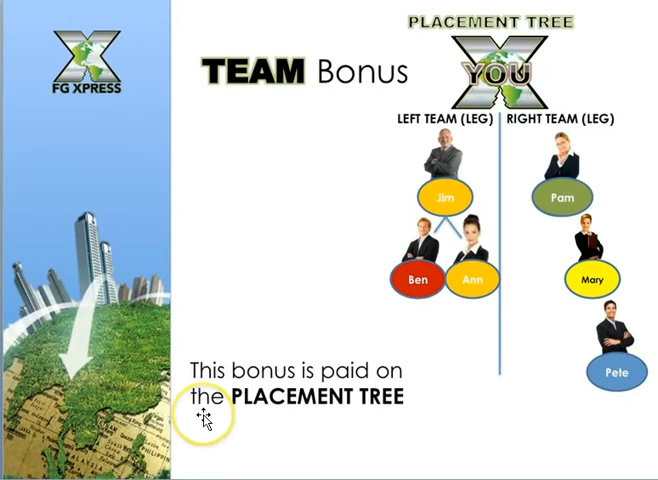 PLACEMENT TREE
X
YOU
FG XPRESS
TEAM Bonus
LEFT TEAM (LEG)
RIGHT TEAM (LEG)
Jim
Pam
Ben
Ann
Mary
Pete
This bonus is paid on
the PLACEMENT TREE
MALAYSIA